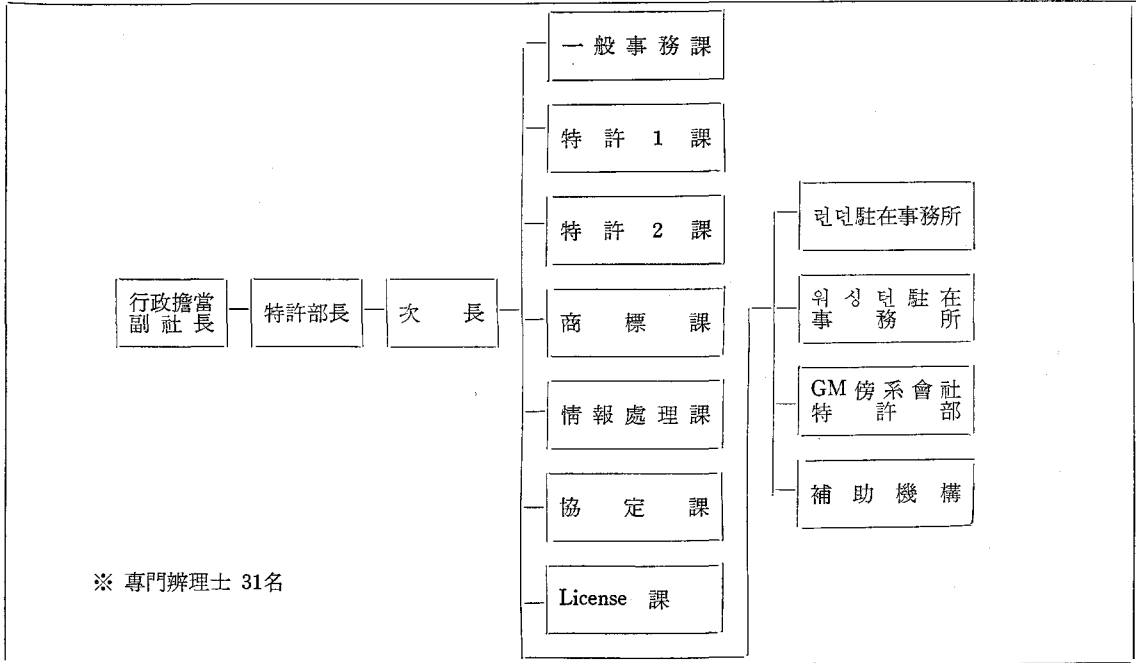 一般事務課
特許1課
特許2課
行政擔當
副社長
特許部長
次長
商標課
情報處理課
協定課
License 課
런던駐在事務所
워싱턴駐在
事務所
GM 傍系會社
特許部
補助機構
※ 專門辨理士 31名